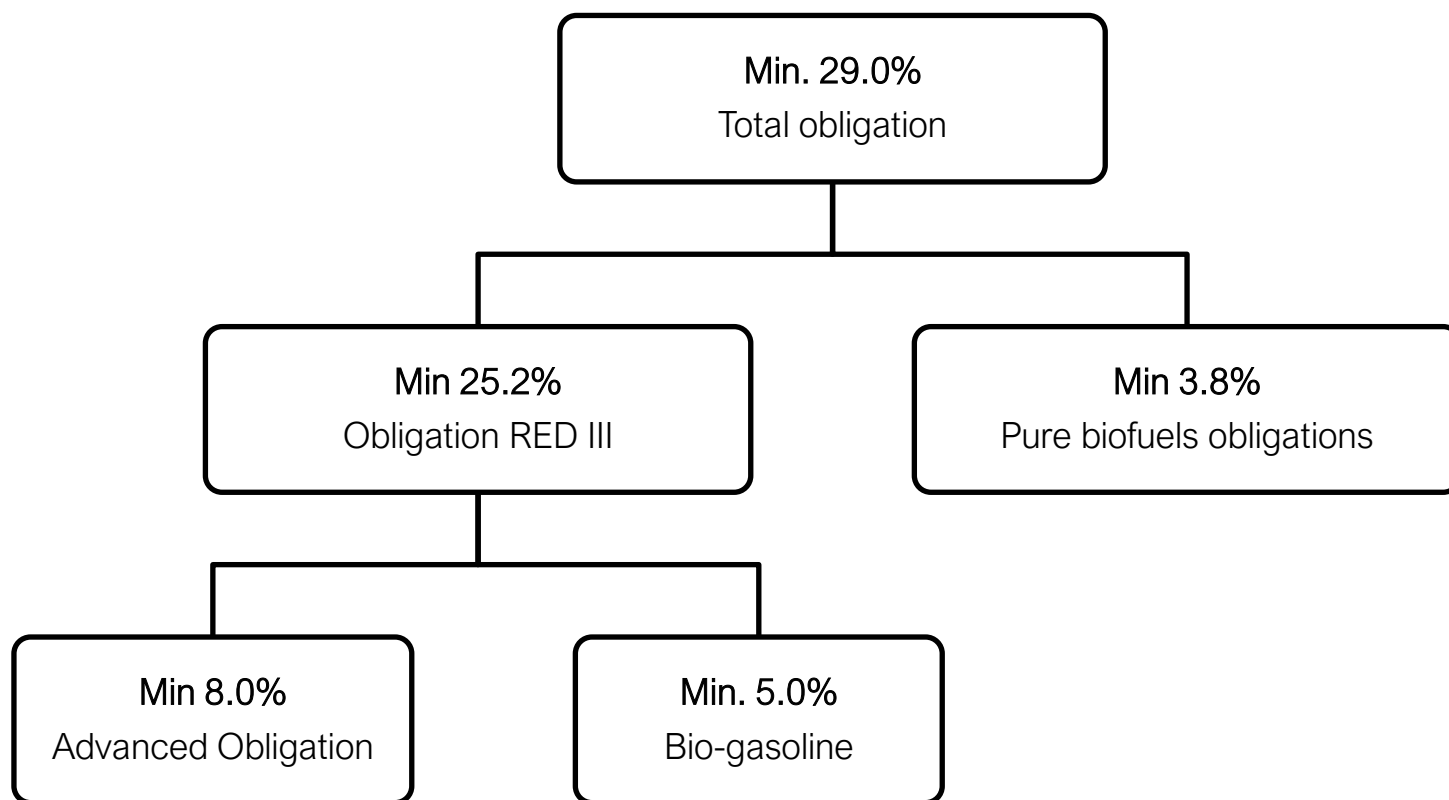 Min. 29.0%
Total obligation
Min 25.2%
Obligation RED III
Min 3.8%
Pure biofuels obligations
Min 8.0%
Advanced Obligation
Min. 5.0%
Bio-gasoline